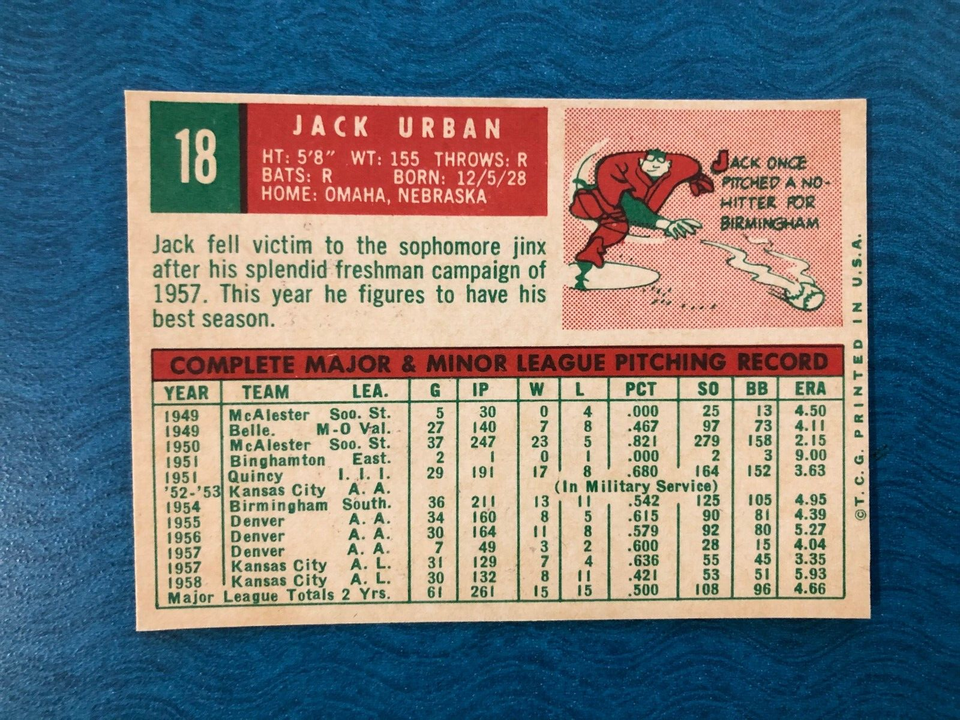 18
JACK URBAN
HT: 5'8" WT: 155 THROWS: R
BATS: R BORN: 12/5/28
HOME: OMAHA, NEBRASKA
Jack fell victim to the sophomore jinx
after his splendid freshman campaign of
1957. This year he figures to have his
best season.
JACK ONCE
PITCHED A NO-
HITTER FOR
BIRMINGHAM
COMPLETE MAJOR & MINOR LEAGUE PITCHING RECORD
YEAR TEAM LEA. G IP W L PCT SO BB ERA
1949 McAlester Soo. St. 5 30 0 4 .000 25 13 4.50
1949 Belle. M-O Val. 27 140 7 8 .467 97 73 4.11
1950 McAlester Soo. St. 37 247 23 5 .821 279 158 2.15
1951 Binghamton East. 2 1 0 1 .000 2 3 9.00
1951 Quincy I. I. I. 29 191 17 8 .680 164 152 3.63
'52-'53 Kansas City A. A. (In Military Service)
1954 Birmingham South. 36 211 13 11 .542 125 105 4.95
1955 Denver A. A. 34 160 8 5 .615 90 81 4.39
1956 Denver A. A. 30 164 11 8 .579 92 80 5.27
1957 Denver A. A. 7 49 3 2 .600 28 15 4.04
1957 Kansas City A. L. 31 129 7 4 .636 55 45 3.35
1958 Kansas City A. L. 30 132 8 11 .421 53 51 5.93
Major League Totals 2 Yrs. 61 261 15 15 .500 108 96 4.66
©T.C.G. PRINTED IN U.S.A.